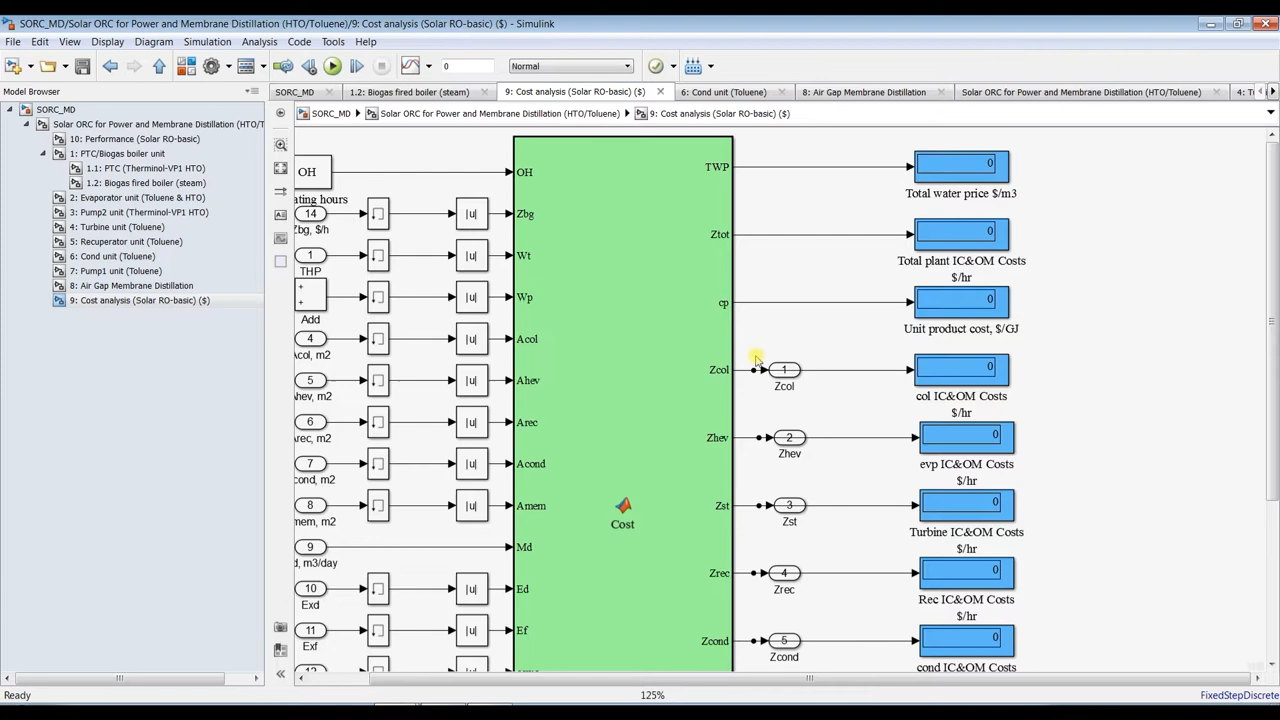 SORC_MD/Solar ORC for Power and Membrane Distillation (HTO/Toluene)/9: Cost analysis (Solar RO-basic) ($) - Simulink
File Edit View Display Diagram Simulation Analysis Code Tools Help
0
Normal
Model Browser
SORC_MD
1.2: Biogas fired boiler (steam)
9: Cost analysis (Solar RO-basic) ($)
6: Cond unit (Toluene)
8: Air Gap Membrane Distillation
Solar ORC for Power and Membrane Distillation (HTO/Toluene)
SORC_MD
Solar ORC for Power and Membrane Distillation (HTO/Toluene)
9: Cost analysis (Solar RO-basic) ($)
SORC_MD
Solar ORC for Power and Membrane Distillation (HTO/T
10: Performance (Solar RO-basic)
1: PTC/Biogas boiler unit
1.1: PTC (Therminol-VP1 HTO)
1.2: Biogas fired boiler (steam)
2: Evaporator unit (Toluene & HTO)
3: Pump2 unit (Therminol-VP1 HTO)
4: Turbine unit (Toluene)
5: Recuperator unit (Toluene)
6: Cond unit (Toluene)
7: Pump1 unit (Toluene)
8: Air Gap Membrane Distillation
9: Cost analysis (Solar RO-basic) ($)
OH
ating hours
14
Zbg, $/h
1
THP
+
+
Add
4
col, m2
5
hev, m2
6
rec, m2
7
cond, m2
8
mem, m2
9
d, m3/day
10
Exd
11
Exf
|u|
|u|
|u|
|u|
|u|
|u|
|u|
|u|
|u|
|u|
OH
Zbg
Wt
Wp
Acol
Ahev
Arec
Acond
Amem
Md
Ed
Ef
Cost
TWP
Ztot
cp
Zcol
Zhev
Zst
Zrec
Zcond
1
Zcol
2
Zhev
3
Zst
4
Zrec
5
Zcond
0
Total water price $/m3
0
Total plant IC&OM Costs
$/hr
0
Unit product cost, $/GJ
0
col IC&OM Costs
$/hr
0
evp IC&OM Costs
$/hr
0
Turbine IC&OM Costs
$/hr
0
Rec IC&OM Costs
$/hr
0
cond IC&OM Costs
Ready
125%
FixedStepDiscrete